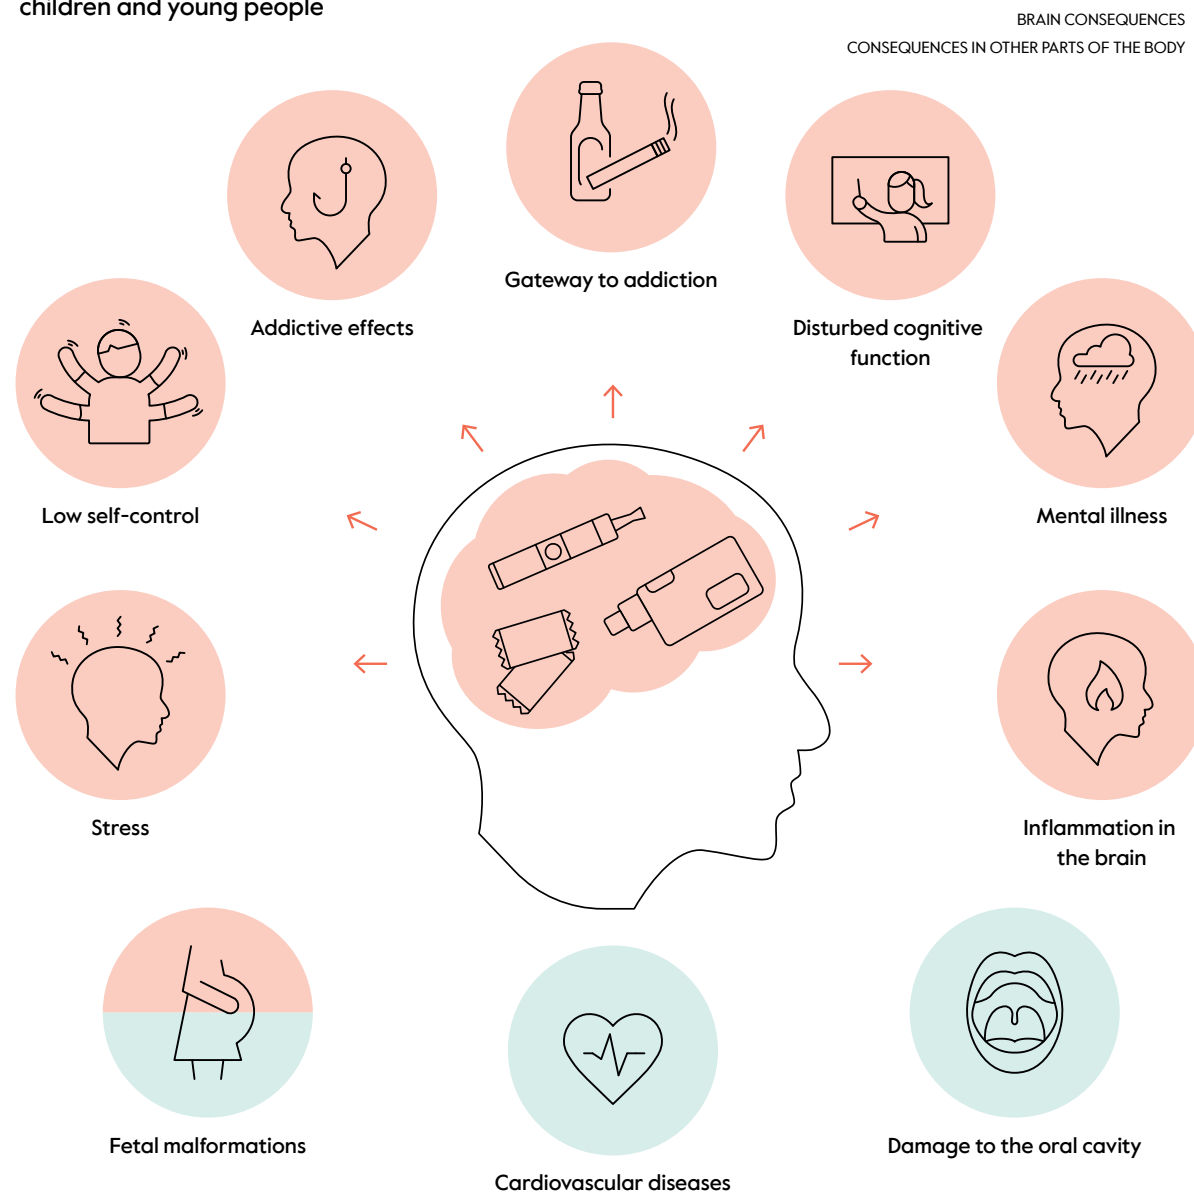 children and young people
BRAIN CONSEQUENCES
CONSEQUENCES IN OTHER PARTS OF THE BODY
Gateway to addiction
Addictive effects
Disturbed cognitive
function
Low self-control
Mental illness
Stress
Inflammation in
the brain
Fetal malformations
Cardiovascular diseases
Damage to the oral cavity